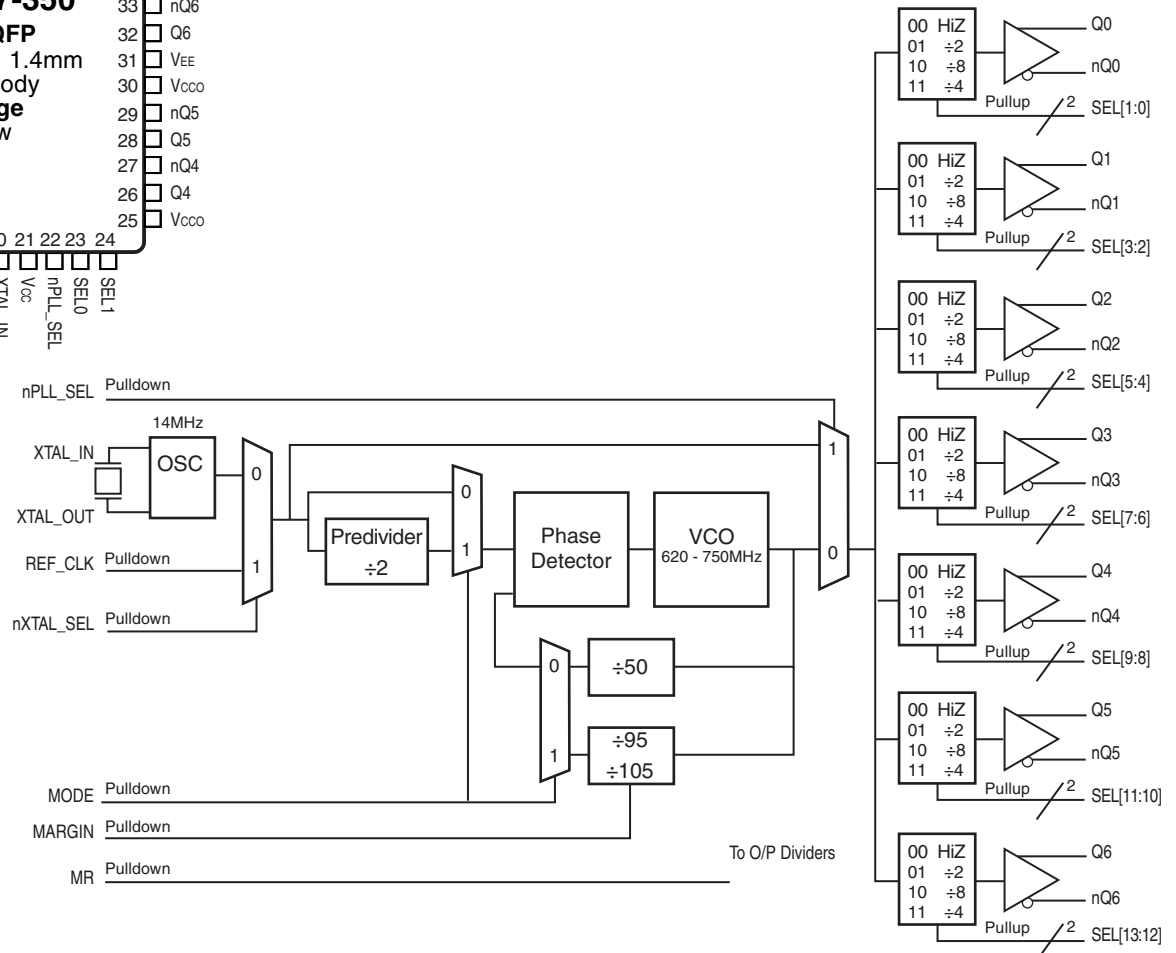 33 nQ6
32 Q6
31 VEE
30 VCCO
29 nQ5
28 Q5
27 nQ4
26 Q4
25 VCCO
1.4mm
21 22 23 24
VCC
nPLL_SEL
SEL0
SEL1
nPLL_SEL Pulldown
14MHz
XTAL_IN
OSC
0
XTAL_OUT
REF_CLK Pulldown
1
nXTAL_SEL Pulldown
Predivider
÷2
0
1
Phase
Detector
VCO
620 - 750MHz
1
0
0
÷50
1
÷95
÷105
MODE Pulldown
MARGIN Pulldown
MR Pulldown
To O/P Dividers
00 HiZ
01 ÷2
10 ÷8
11 ÷4
Q0
nQ0
Pullup 2 SEL[1:0]
00 HiZ
01 ÷2
10 ÷8
11 ÷4
Q1
nQ1
Pullup 2 SEL[3:2]
00 HiZ
01 ÷2
10 ÷8
11 ÷4
Q2
nQ2
Pullup 2 SEL[5:4]
00 HiZ
01 ÷2
10 ÷8
11 ÷4
Q3
nQ3
Pullup 2 SEL[7:6]
00 HiZ
01 ÷2
10 ÷8
11 ÷4
Q4
nQ4
Pullup 2 SEL[9:8]
00 HiZ
01 ÷2
10 ÷8
11 ÷4
Q5
nQ5
Pullup 2 SEL[11:10]
00 HiZ
01 ÷2
10 ÷8
11 ÷4
Q6
nQ6
Pullup 2 SEL[13:12]